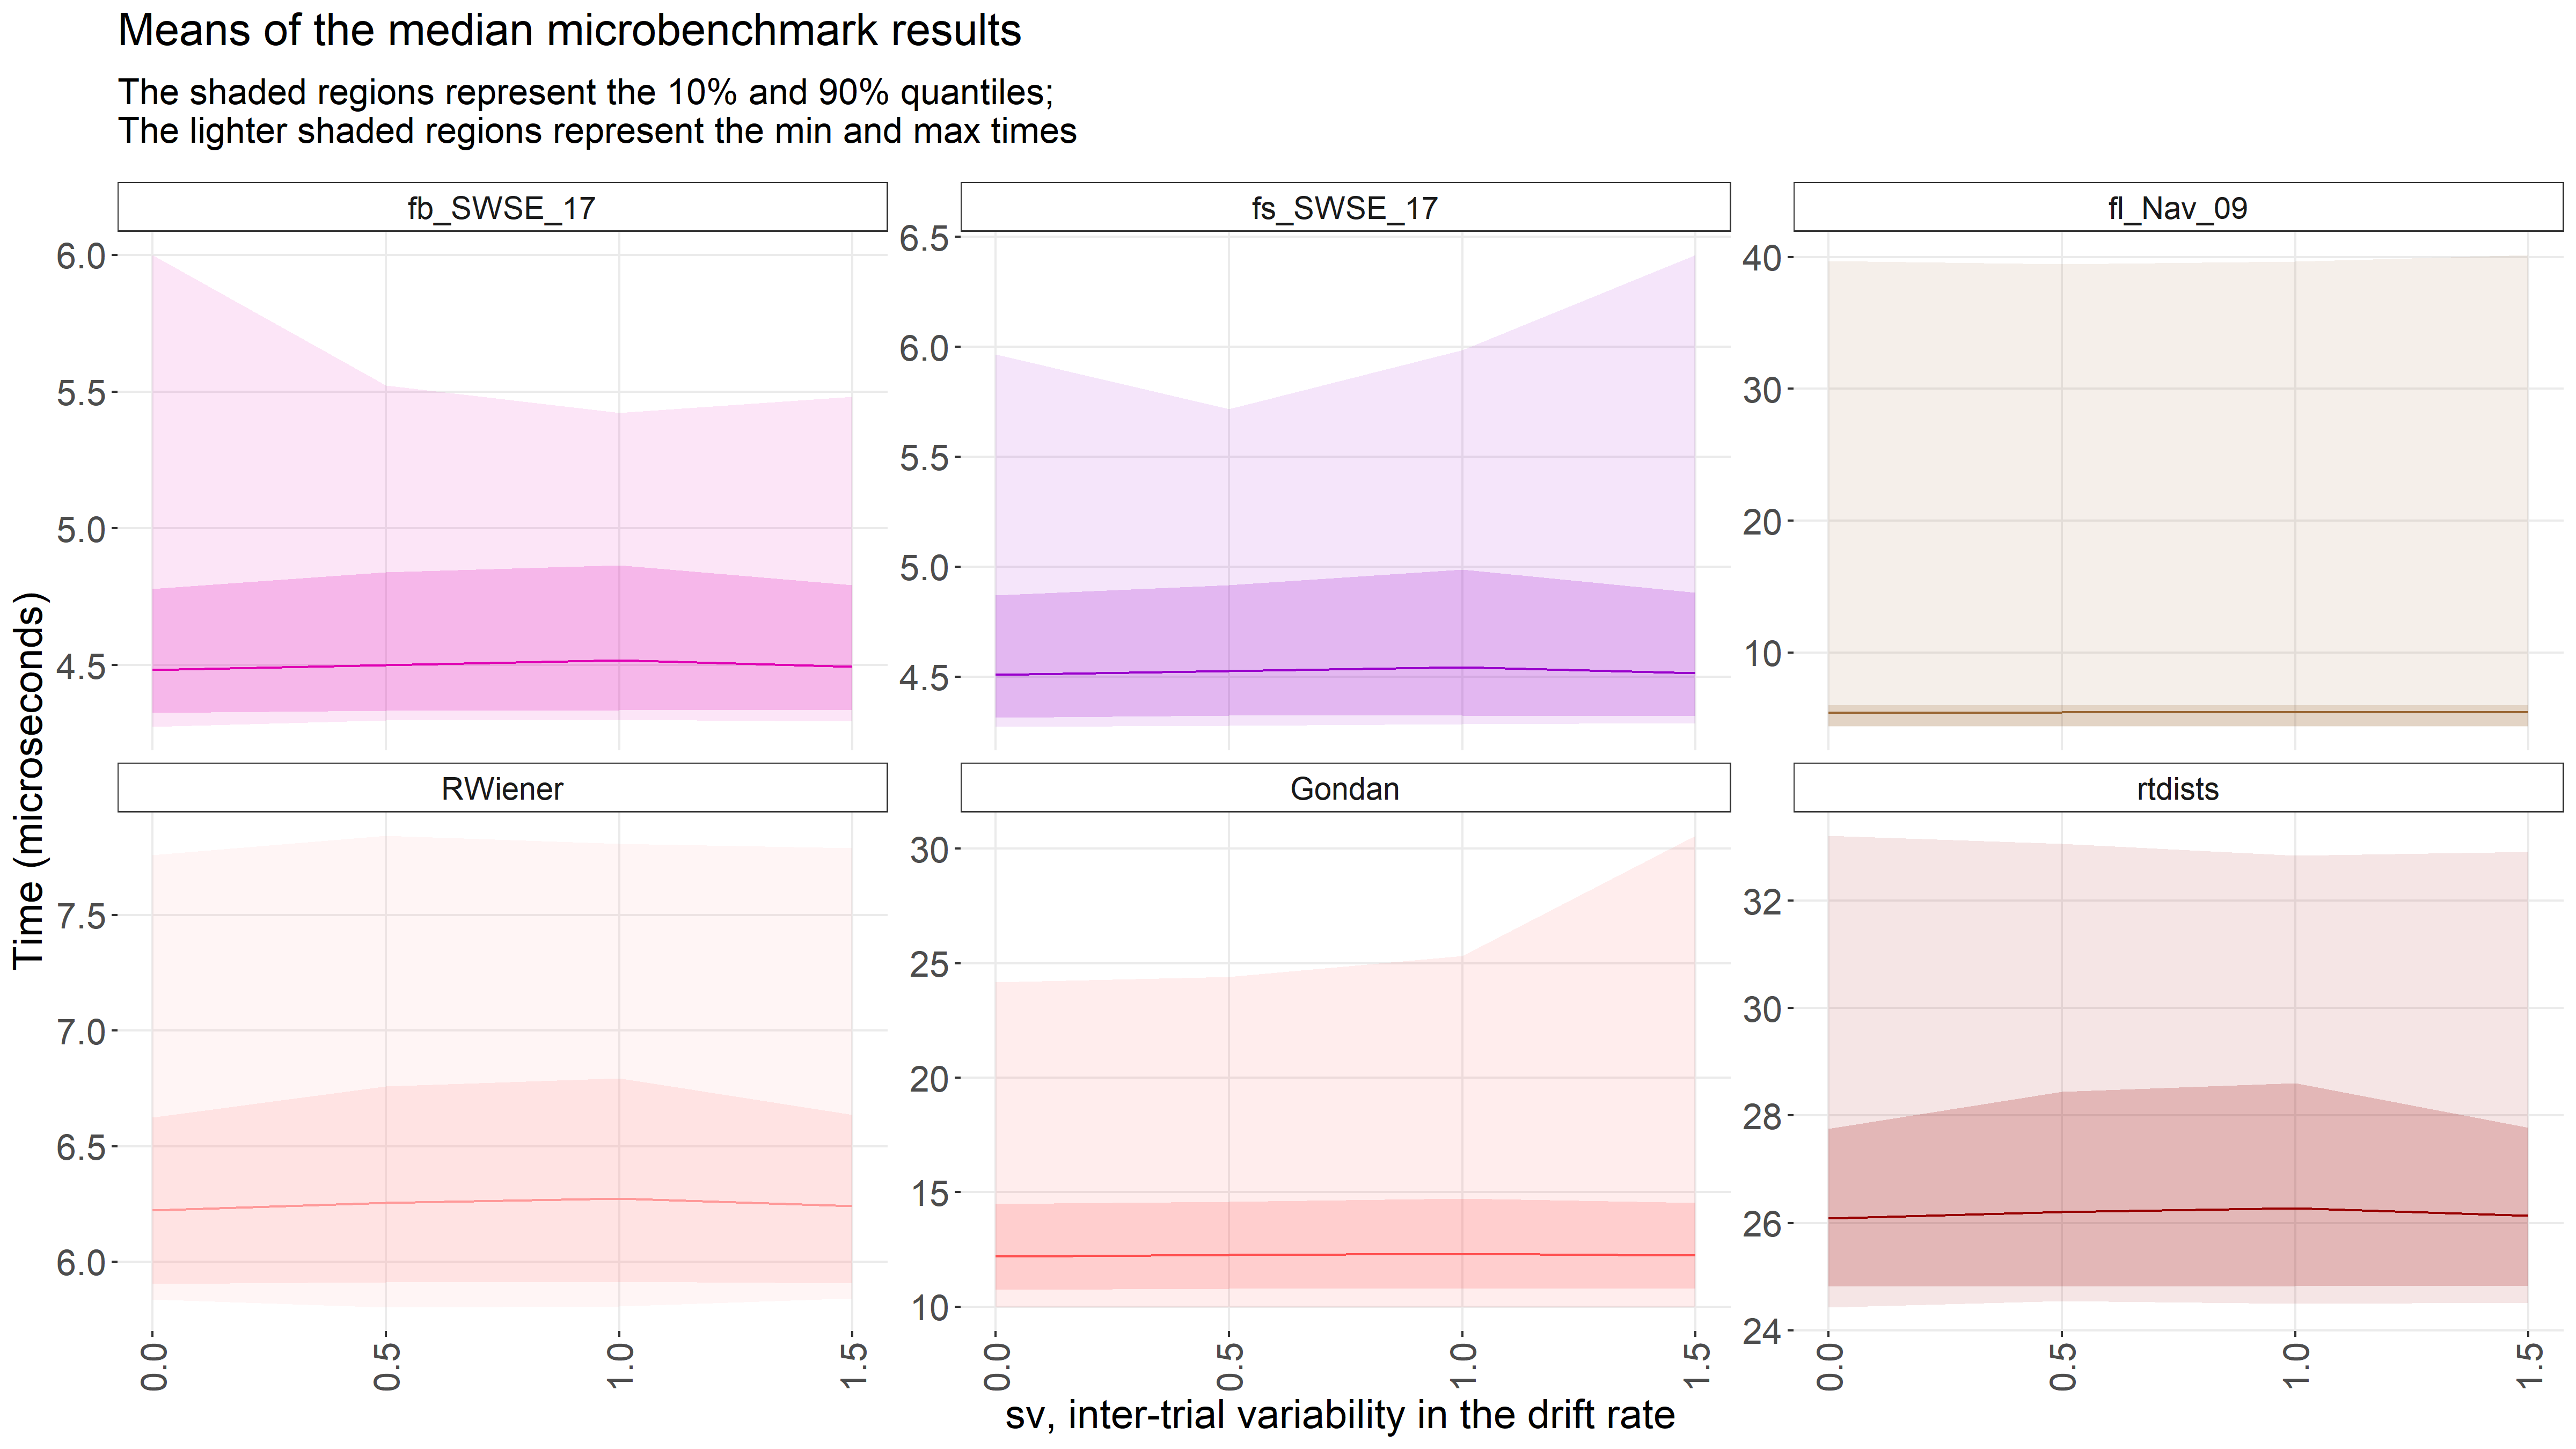 Means of the median microbenchmark results
The shaded regions represent the 10% and 90% quantiles;
The lighter shaded regions represent the min and max times
fb_SWSE_17
fs_SWSE_17
fl_Nav_09
6.0
5.5
5.0
4.5
6.5
6.0
5.5
5.0
4.5
40
30
20
10
Time (microseconds)
RWiener
Gondan
rtdists
7.5
7.0
6.5
6.0
30
25
20
15
10
32
30
28
26
24
0.0 0.5 1.0 1.5
0.0 0.5 1.0 1.5
0.0 0.5 1.0 1.5
sv, inter-trial variability in the drift rate